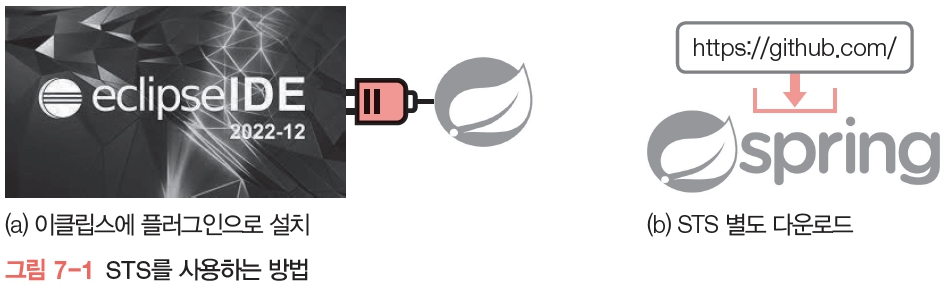 eclipse IDE
2022-12
https://github.com/
spring
(a) 이클립스에 플러그인으로 설치
(b) STS 별도 다운로드
그림 7-1 STS를 사용하는 방법